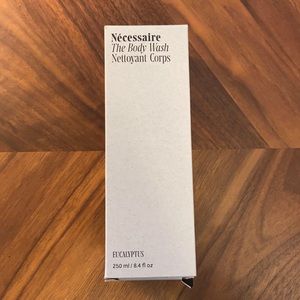 Nécessaire
The Body Wash
Nettoyant Corps
EUCALYPTUS
250 ml / 8.4 fl oz